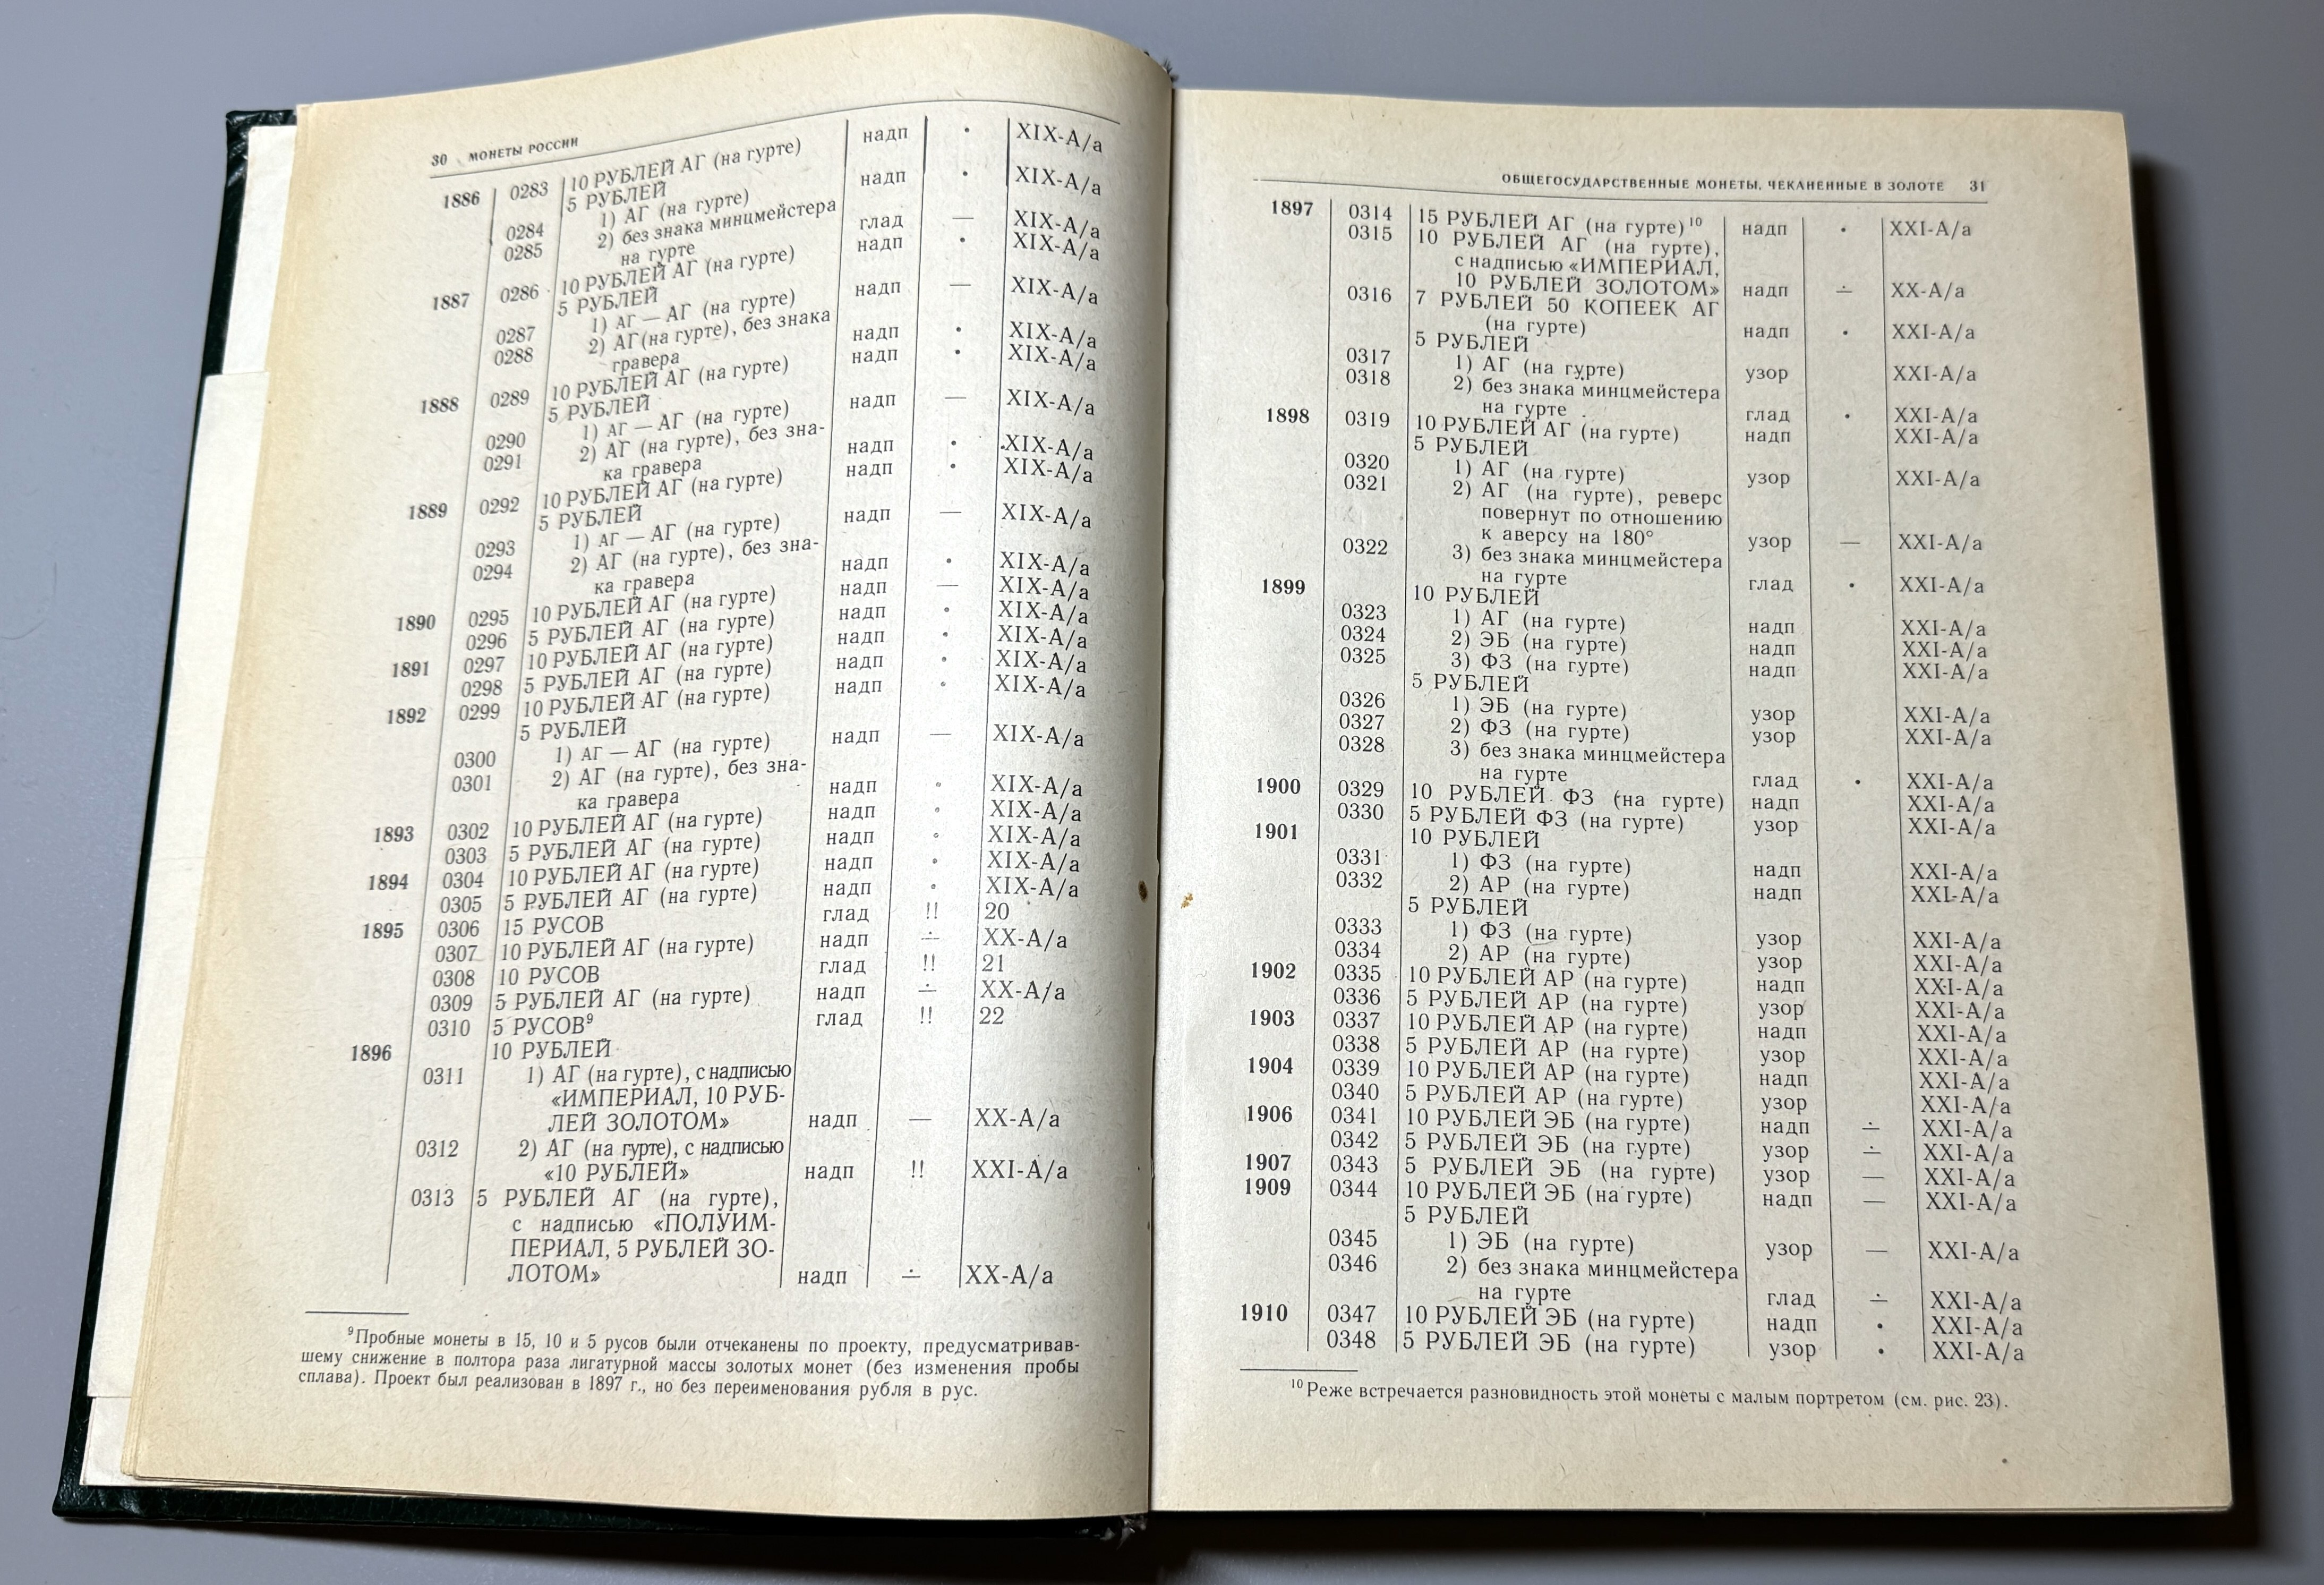 30 МОНЕТЫ РОССИИ
1886 0283 10 РУБЛЕЙ АГ (на гурте) надп • XIX-А/а
5 РУБЛЕЙ
0284 1) АГ (на гурте) надп • XIX-А/а
0285 2) без знака минцмейстера
на гурте глад — XIX-А/а
1887 0286 10 РУБЛЕЙ АГ (на гурте) надп • XIX-А/а
5 РУБЛЕЙ
0287 1) АГ — АГ (на гурте) надп — XIX-А/а
0288 2) АГ (на гурте), без знака
гравера надп • XIX-А/а
1888 0289 10 РУБЛЕЙ АГ (на гурте) надп • XIX-А/а
5 РУБЛЕЙ
0290 1) АГ — АГ (на гурте) надп — XIX-А/а
0291 2) АГ (на гурте), без зна-
ка гравера надп • XIX-А/а
1889 0292 10 РУБЛЕЙ АГ (на гурте) надп • XIX-А/а
5 РУБЛЕЙ
0293 1) АГ — АГ (на гурте) надп — XIX-А/а
0294 2) АГ (на гурте), без зна-
ка гравера надп • XIX-А/а
1890 0295 10 РУБЛЕЙ АГ (на гурте) надп — XIX-А/а
0296 5 РУБЛЕЙ АГ (на гурте) надп • XIX-А/а
1891 0297 10 РУБЛЕЙ АГ (на гурте) надп • XIX-А/а
0298 5 РУБЛЕЙ АГ (на гурте) надп • XIX-А/а
1892 0299 10 РУБЛЕЙ АГ (на гурте) надп • XIX-А/а
5 РУБЛЕЙ
0300 1) АГ — АГ (на гурте) надп — XIX-А/а
0301 2) АГ (на гурте), без зна-
ка гравера надп • XIX-А/а
1893 0302 10 РУБЛЕЙ АГ (на гурте) надп • XIX-А/а
0303 5 РУБЛЕЙ АГ (на гурте) надп • XIX-А/а
1894 0304 10 РУБЛЕЙ АГ (на гурте) надп • XIX-А/а
0305 5 РУБЛЕЙ АГ (на гурте) надп • XIX-А/а
1895 0306 15 РУСОВ глад !! 20
0307 10 РУБЛЕЙ АГ (на гурте) надп ∸ XX-А/а
0308 10 РУСОВ глад !! 21
0309 5 РУБЛЕЙ АГ (на гурте) надп ∸ XX-А/а
0310 5 РУСОВ⁹ глад !! 22
1896 10 РУБЛЕЙ
0311 1) АГ (на гурте), с надписью
«ИМПЕРИАЛ, 10 РУБ-
ЛЕЙ ЗОЛОТОМ» надп — XX-А/а
0312 2) АГ (на гурте), с надписью
«10 РУБЛЕЙ» надп !! XXI-А/а
0313 5 РУБЛЕЙ АГ (на гурте),
с надписью «ПОЛУИМ-
ПЕРИАЛ, 5 РУБЛЕЙ ЗО-
ЛОТОМ» надп ∸ XX-А/а
⁹ Пробные монеты в 15, 10 и 5 русов были отчеканены по проекту, предусматривав-
шему снижение в полтора раза лигатурной массы золотых монет (без изменения пробы
сплава). Проект был реализован в 1897 г., но без переименования рубля в рус.
ОБЩЕГОСУДАРСТВЕННЫЕ МОНЕТЫ, ЧЕКАНЕННЫЕ В ЗОЛОТЕ 31
1897 0314 15 РУБЛЕЙ АГ (на гурте)¹⁰ надп • XXI-А/а
0315 10 РУБЛЕЙ АГ (на гурте),
с надписью «ИМПЕРИАЛ,
10 РУБЛЕЙ ЗОЛОТОМ» надп ∸ XX-А/а
0316 7 РУБЛЕЙ 50 КОПЕЕК АГ
(на гурте) надп • XXI-А/а
5 РУБЛЕЙ
0317 1) АГ (на гурте) узор XXI-А/а
0318 2) без знака минцмейстера
на гурте глад • XXI-А/а
1898 0319 10 РУБЛЕЙ АГ (на гурте) надп XXI-А/а
5 РУБЛЕЙ
0320 1) АГ (на гурте) узор XXI-А/а
0321 2) АГ (на гурте), реверс
повернут по отношению
к аверсу на 180° узор — XXI-А/а
0322 3) без знака минцмейстера
на гурте глад • XXI-А/а
1899 10 РУБЛЕЙ
0323 1) АГ (на гурте) надп XXI-А/а
0324 2) ЭБ (на гурте) надп XXI-А/а
0325 3) ФЗ (на гурте) надп XXI-А/а
5 РУБЛЕЙ
0326 1) ЭБ (на гурте) узор XXI-А/а
0327 2) ФЗ (на гурте) узор XXI-А/а
0328 3) без знака минцмейстера
на гурте глад • XXI-А/а
1900 0329 10 РУБЛЕЙ ФЗ (на гурте) надп XXI-А/а
0330 5 РУБЛЕЙ ФЗ (на гурте) узор XXI-А/а
1901 10 РУБЛЕЙ
0331 1) ФЗ (на гурте) надп XXI-А/а
0332 2) АР (на гурте) надп XXI-А/а
5 РУБЛЕЙ
0333 1) ФЗ (на гурте) узор XXI-А/а
0334 2) АР (на гурте) узор XXI-А/а
1902 0335 10 РУБЛЕЙ АР (на гурте) надп XXI-А/а
0336 5 РУБЛЕЙ АР (на гурте) узор XXI-А/а
1903 0337 10 РУБЛЕЙ АР (на гурте) надп XXI-А/а
0338 5 РУБЛЕЙ АР (на гурте) узор XXI-А/а
1904 0339 10 РУБЛЕЙ АР (на гурте) надп XXI-А/а
0340 5 РУБЛЕЙ АР (на гурте) узор XXI-А/а
1906 0341 10 РУБЛЕЙ ЭБ (на гурте) надп ∸ XXI-А/а
0342 5 РУБЛЕЙ ЭБ (на гурте) узор ∸ XXI-А/а
1907 0343 5 РУБЛЕЙ ЭБ (на гурте) узор — XXI-А/а
1909 0344 10 РУБЛЕЙ ЭБ (на гурте) надп — XXI-А/а
5 РУБЛЕЙ
0345 1) ЭБ (на гурте) узор — XXI-А/а
0346 2) без знака минцмейстера
на гурте глад ∸ XXI-А/а
1910 0347 10 РУБЛЕЙ ЭБ (на гурте) надп • XXI-А/а
0348 5 РУБЛЕЙ ЭБ (на гурте) узор • XXI-А/а
¹⁰ Реже встречается разновидность этой монеты с малым портретом (см. рис. 23).